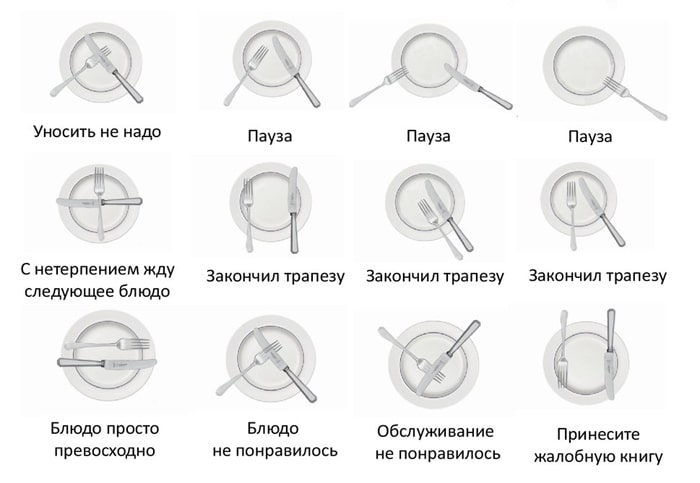 Уносить не надо
Пауза
Пауза
Пауза
С нетерпением жду
следующее блюдо
Закончил трапезу
Закончил трапезу
Закончил трапезу
Блюдо просто
превосходно
Блюдо
не понравилось
Обслуживание
не понравилось
Принесите
жалобную книгу